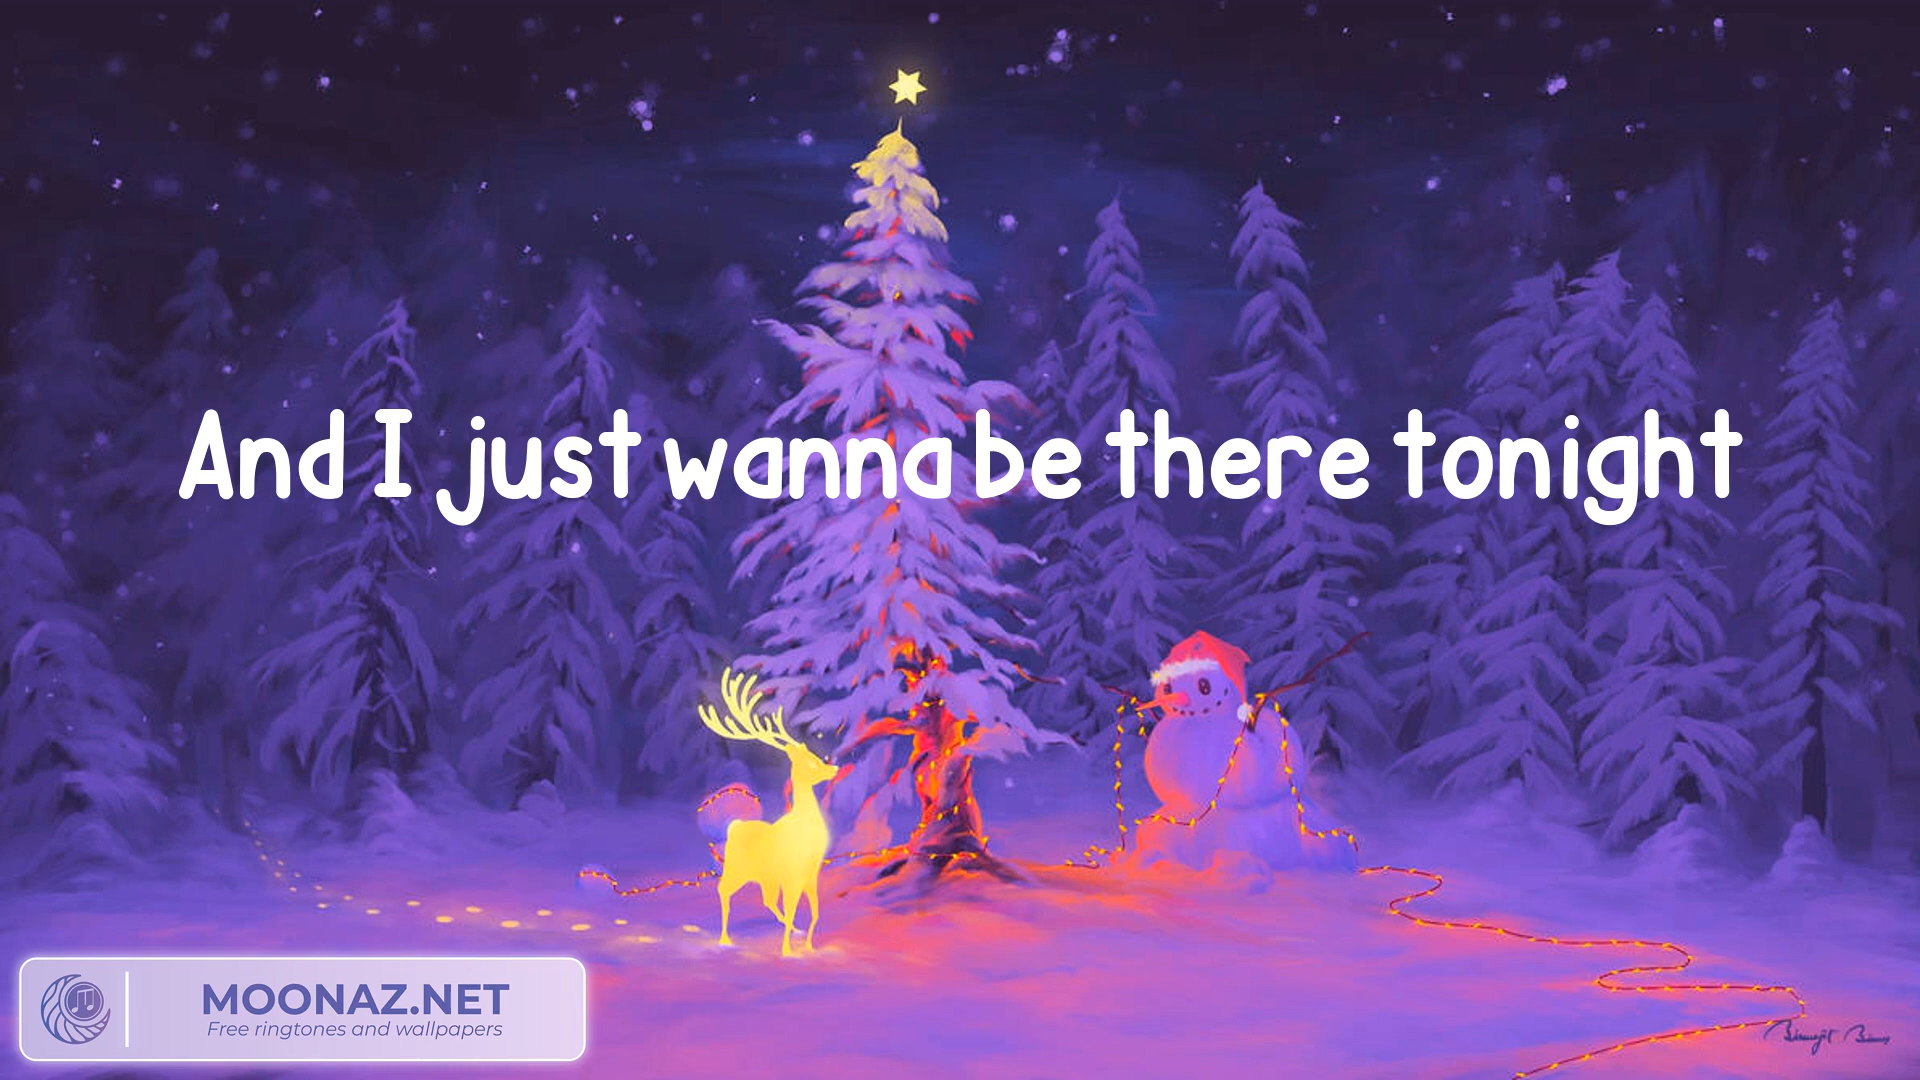 And I just wanna be there tonight
MOONAZ.NET
Free ringtones and wallpapers